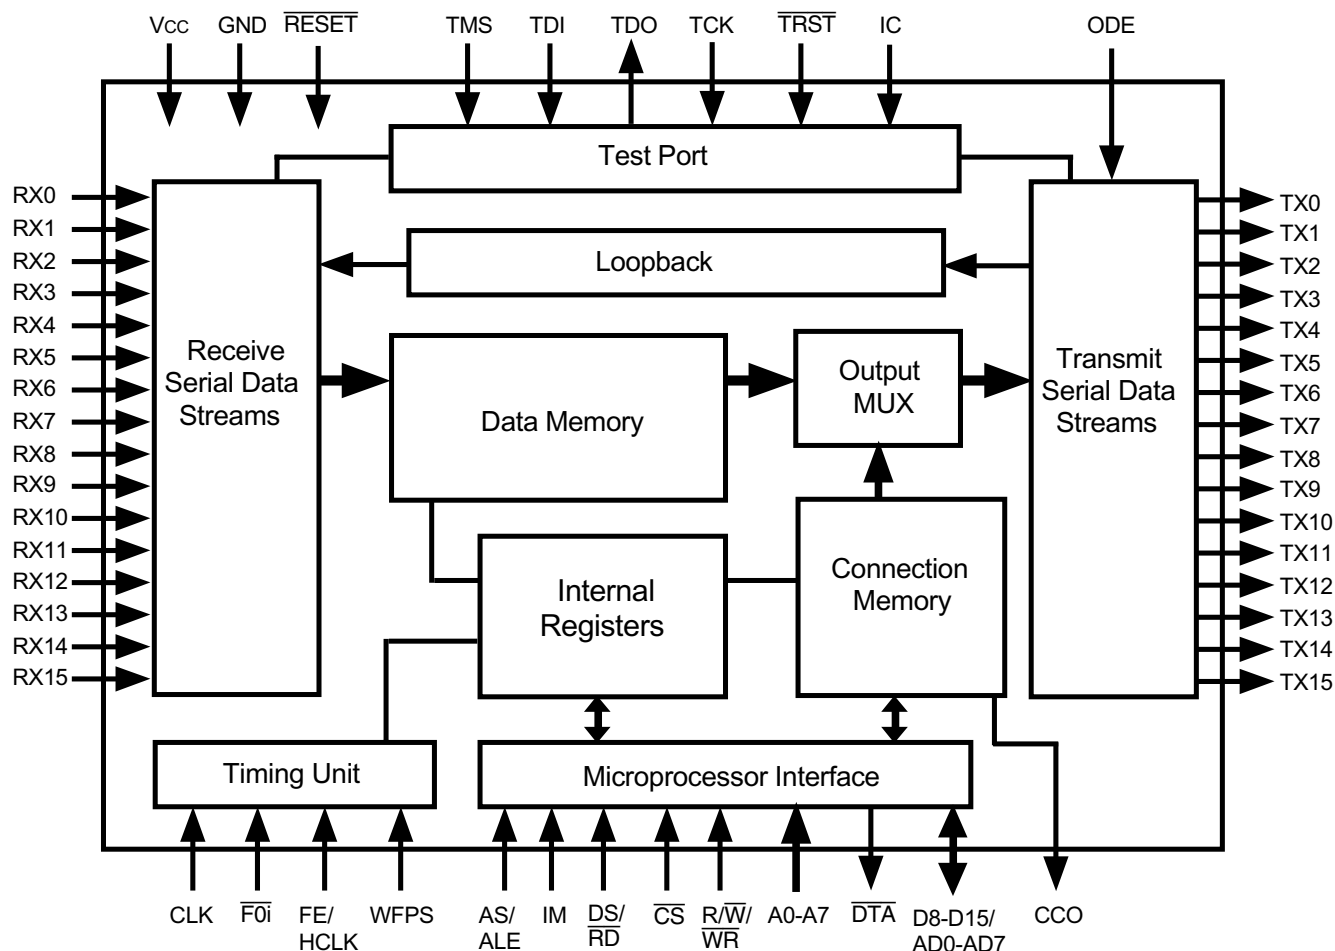 VCC GND RESET TMS TDI TDO TCK TRST IC ODE
Test Port
RX0
RX1
RX2
RX3
RX4
RX5
RX6
RX7
RX8
RX9
RX10
RX11
RX12
RX13
RX14
RX15
Receive
Serial Data
Streams
Loopback
Data Memory
Output
MUX
Internal
Registers
Connection
Memory
Transmit
Serial Data
Streams
TX0
TX1
TX2
TX3
TX4
TX5
TX6
TX7
TX8
TX9
TX10
TX11
TX12
TX13
TX14
TX15
Timing Unit
Microprocessor Interface
CLK
F0i
FE/
HCLK
WFPS
AS/
ALE
IM
DS/
RD
CS
R/W/
WR
A0-A7
DTA
D8-D15/
AD0-AD7
CCO